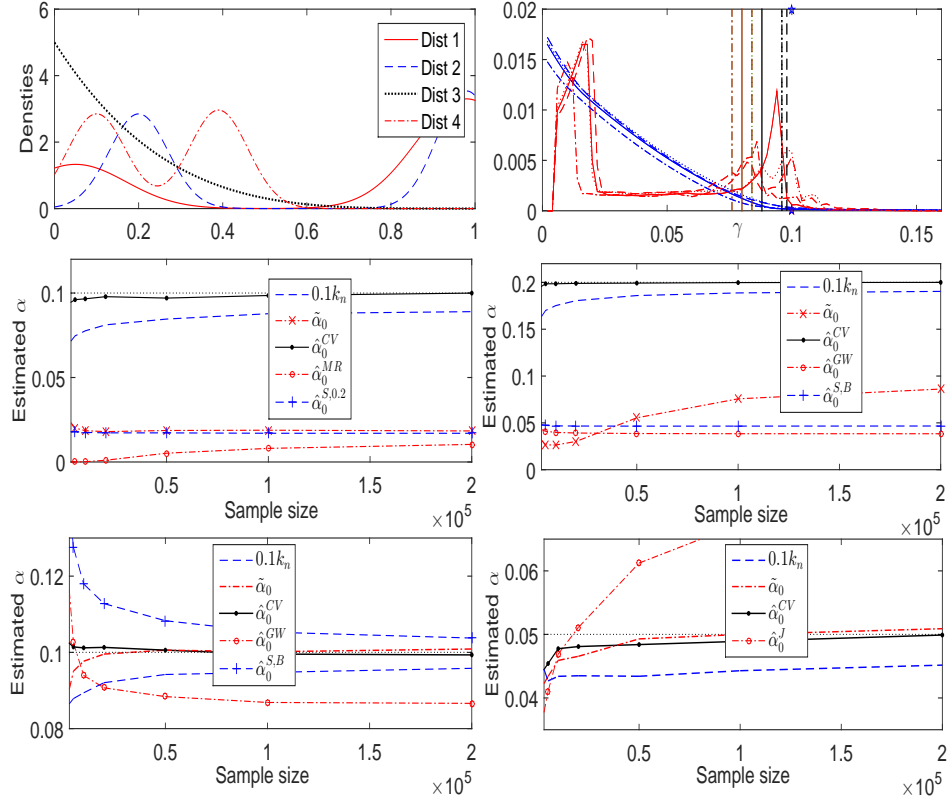 6
4
2
0
Densties
0
0.2
0.4
0.6
0.8
1
Dist 1
Dist 2
Dist 3
Dist 4
0.02
0.015
0.01
0.005
0
0
0.05
γ
0.1
0.15
0.1
0.05
0
Estimated α
0.5
1
1.5
2
Sample size
×10^5
0.1k_n
α̃_0
α̂_0^{CV}
α̂_0^{MR}
α̂_0^{S,0.2}
0.2
0.15
0.1
0.05
0
Estimated α
0.5
1
1.5
2
Sample size
×10^5
0.1k_n
α̃_0
α̂_0^{CV}
α̂_0^{GW}
α̂_0^{S,B}
0.12
0.1
0.08
Estimated α
0.5
1
1.5
2
Sample size
×10^5
0.1k_n
α̃_0
α̂_0^{CV}
α̂_0^{GW}
α̂_0^{S,B}
0.06
0.05
0.04
Estimated α
0.5
1
1.5
2
Sample size
×10^5
0.1k_n
α̃_0
α̂_0^{CV}
α̂_0^{J}